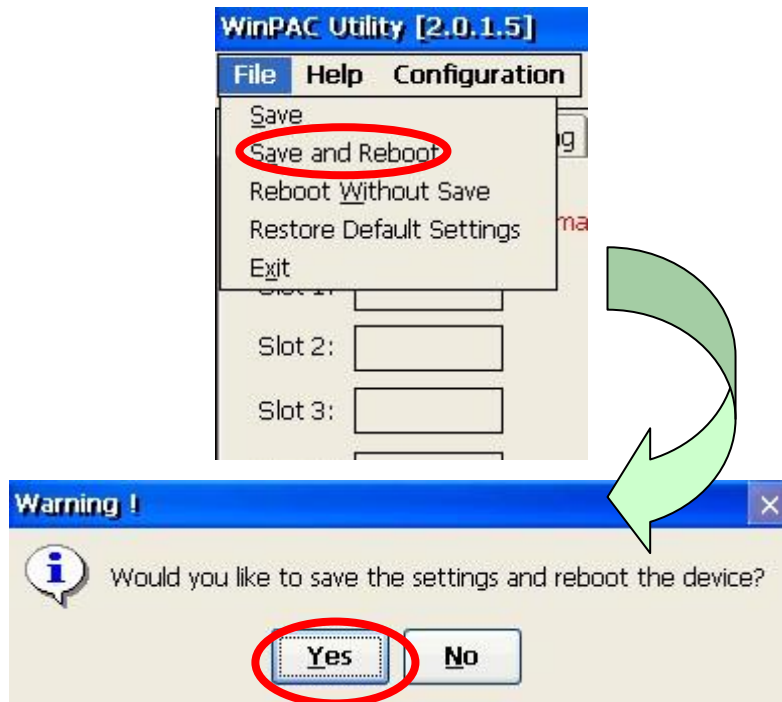 WinPAC Utility [2.0.1.5]
File Help Configuration
Save
Save and Reboot
Reboot Without Save
Restore Default Settings
Exit
Slot 2:
Slot 3:
Warning !
Would you like to save the settings and reboot the device?
Yes No